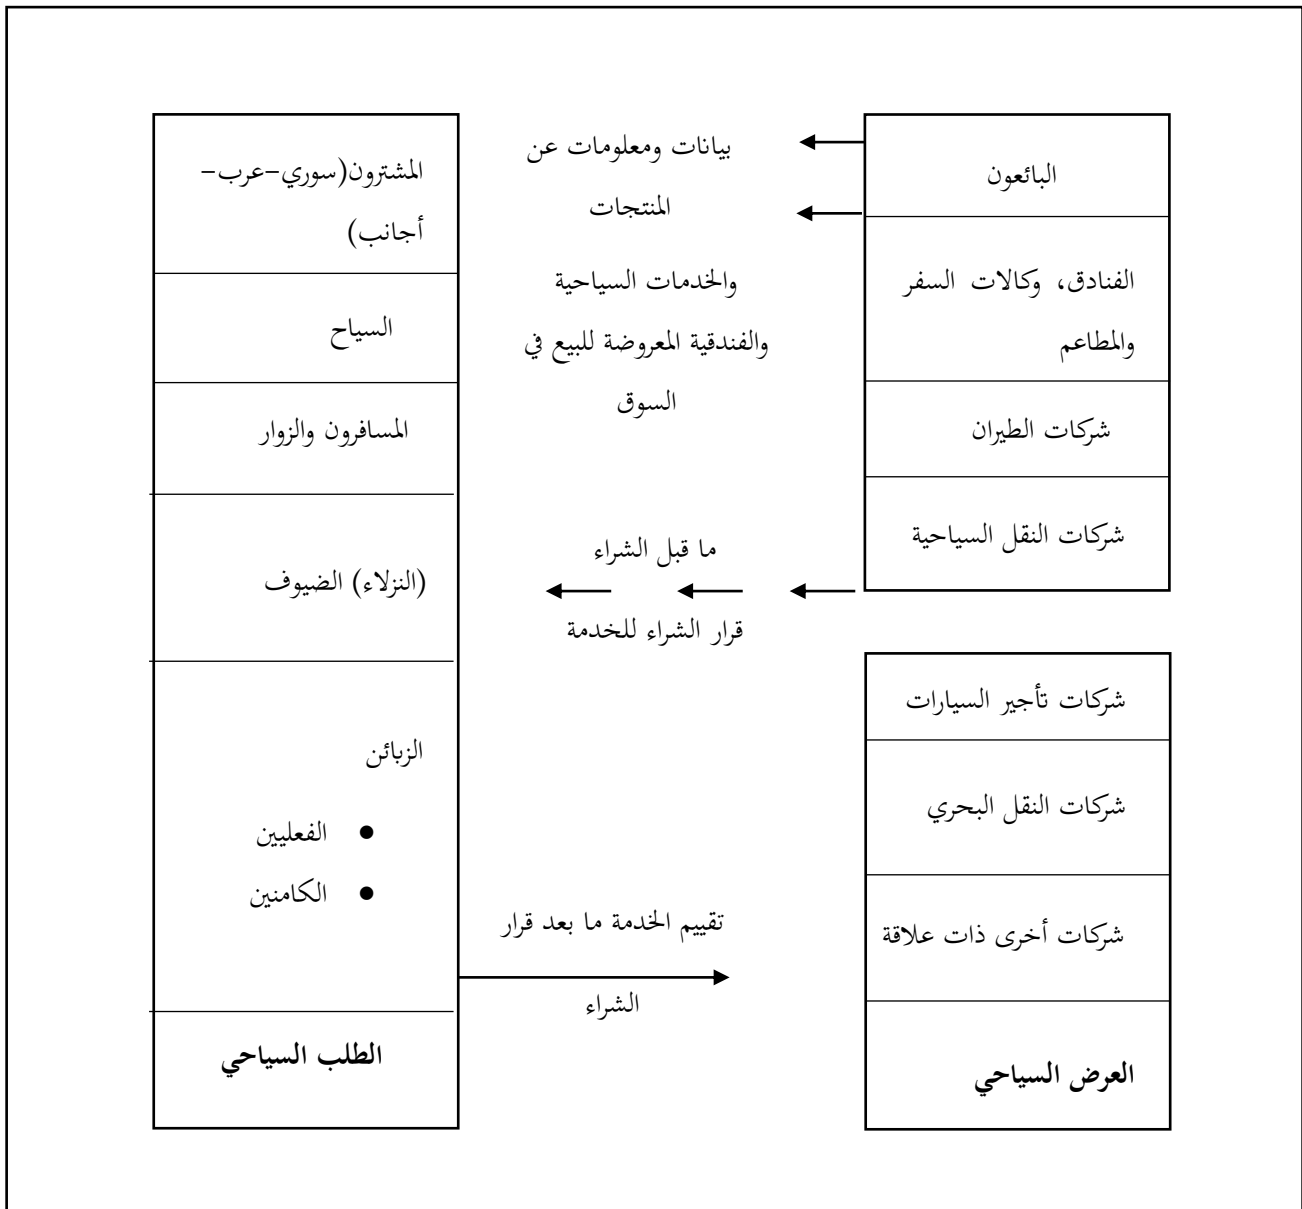 البائعون
الفنادق، وكالات السفر
والمطاعم
شركات الطيران
شركات النقل السياحية
شركات تأجير السيارات
شركات النقل البحري
شركات أخرى ذات علاقة
العرض السياحي
بيانات ومعلومات عن
المنتجات
والخدمات السياحية
والفندقية المعروضة للبيع في
السوق
ما قبل الشراء
قرار الشراء للخدمة
تقييم الخدمة ما بعد قرار
الشراء
المشترون(سوري-عرب-
أجانب)
السياح
المسافرون والزوار
(النزلاء) الضيوف
الزبائن
● الفعليين
● الكامنين
الطلب السياحي